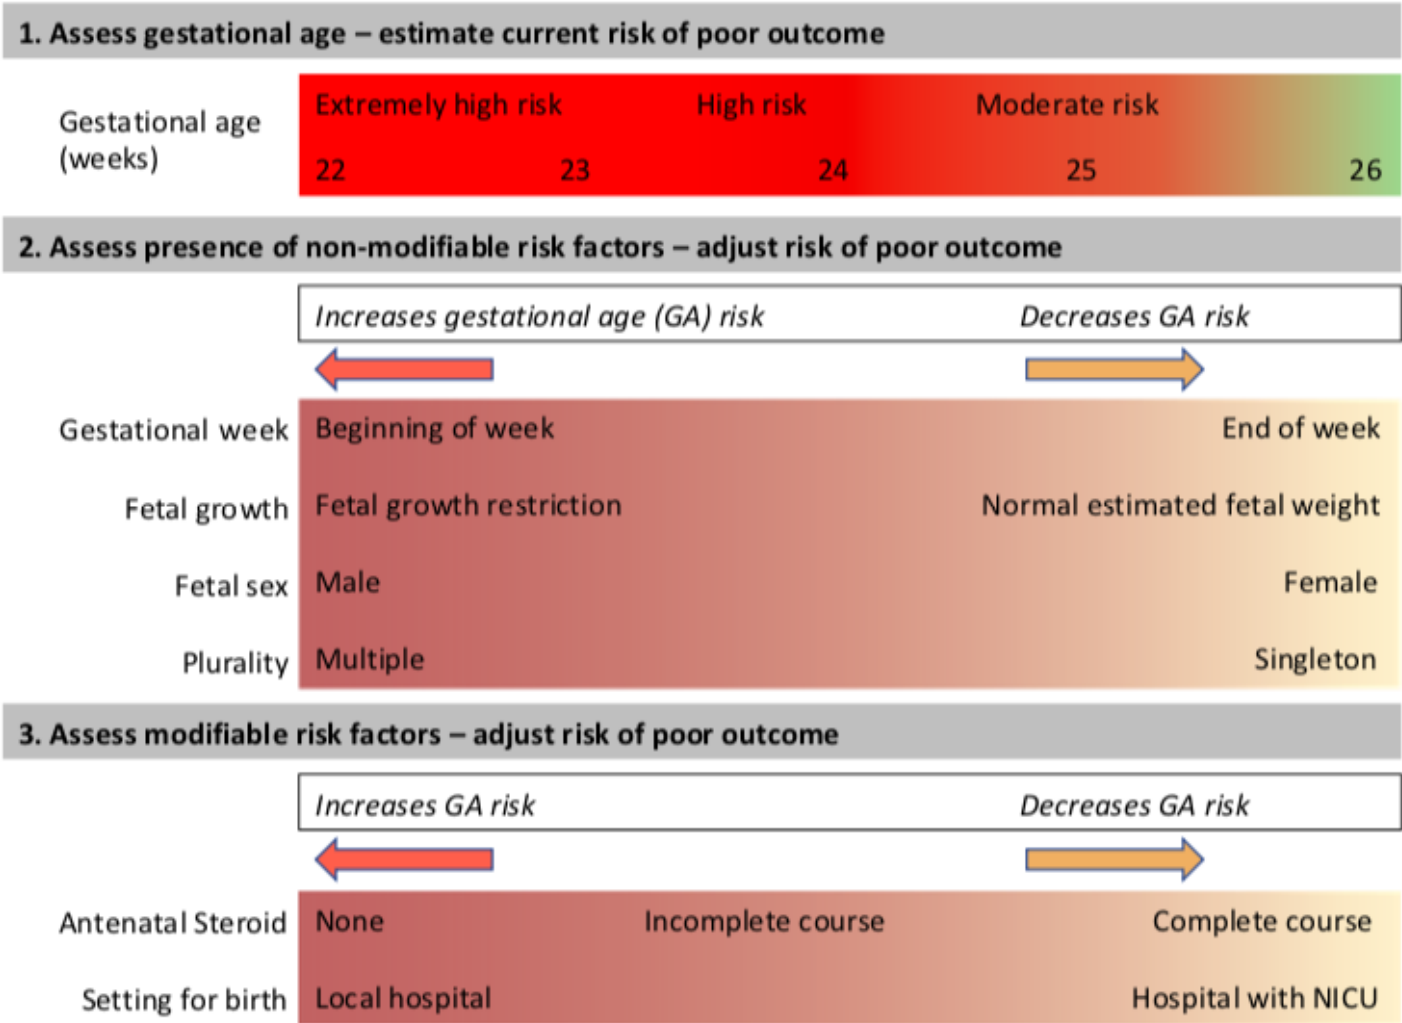 1. Assess gestational age – estimate current risk of poor outcome
Extremely high risk High risk Moderate risk
Gestational age
(weeks)
22 23 24 25 26
2. Assess presence of non-modifiable risk factors – adjust risk of poor outcome
Increases gestational age (GA) risk Decreases GA risk
Gestational week Beginning of week End of week
Fetal growth Fetal growth restriction Normal estimated fetal weight
Fetal sex Male Female
Plurality Multiple Singleton
3. Assess modifiable risk factors – adjust risk of poor outcome
Increases GA risk Decreases GA risk
Antenatal Steroid None Incomplete course Complete course
Setting for birth Local hospital Hospital with NICU